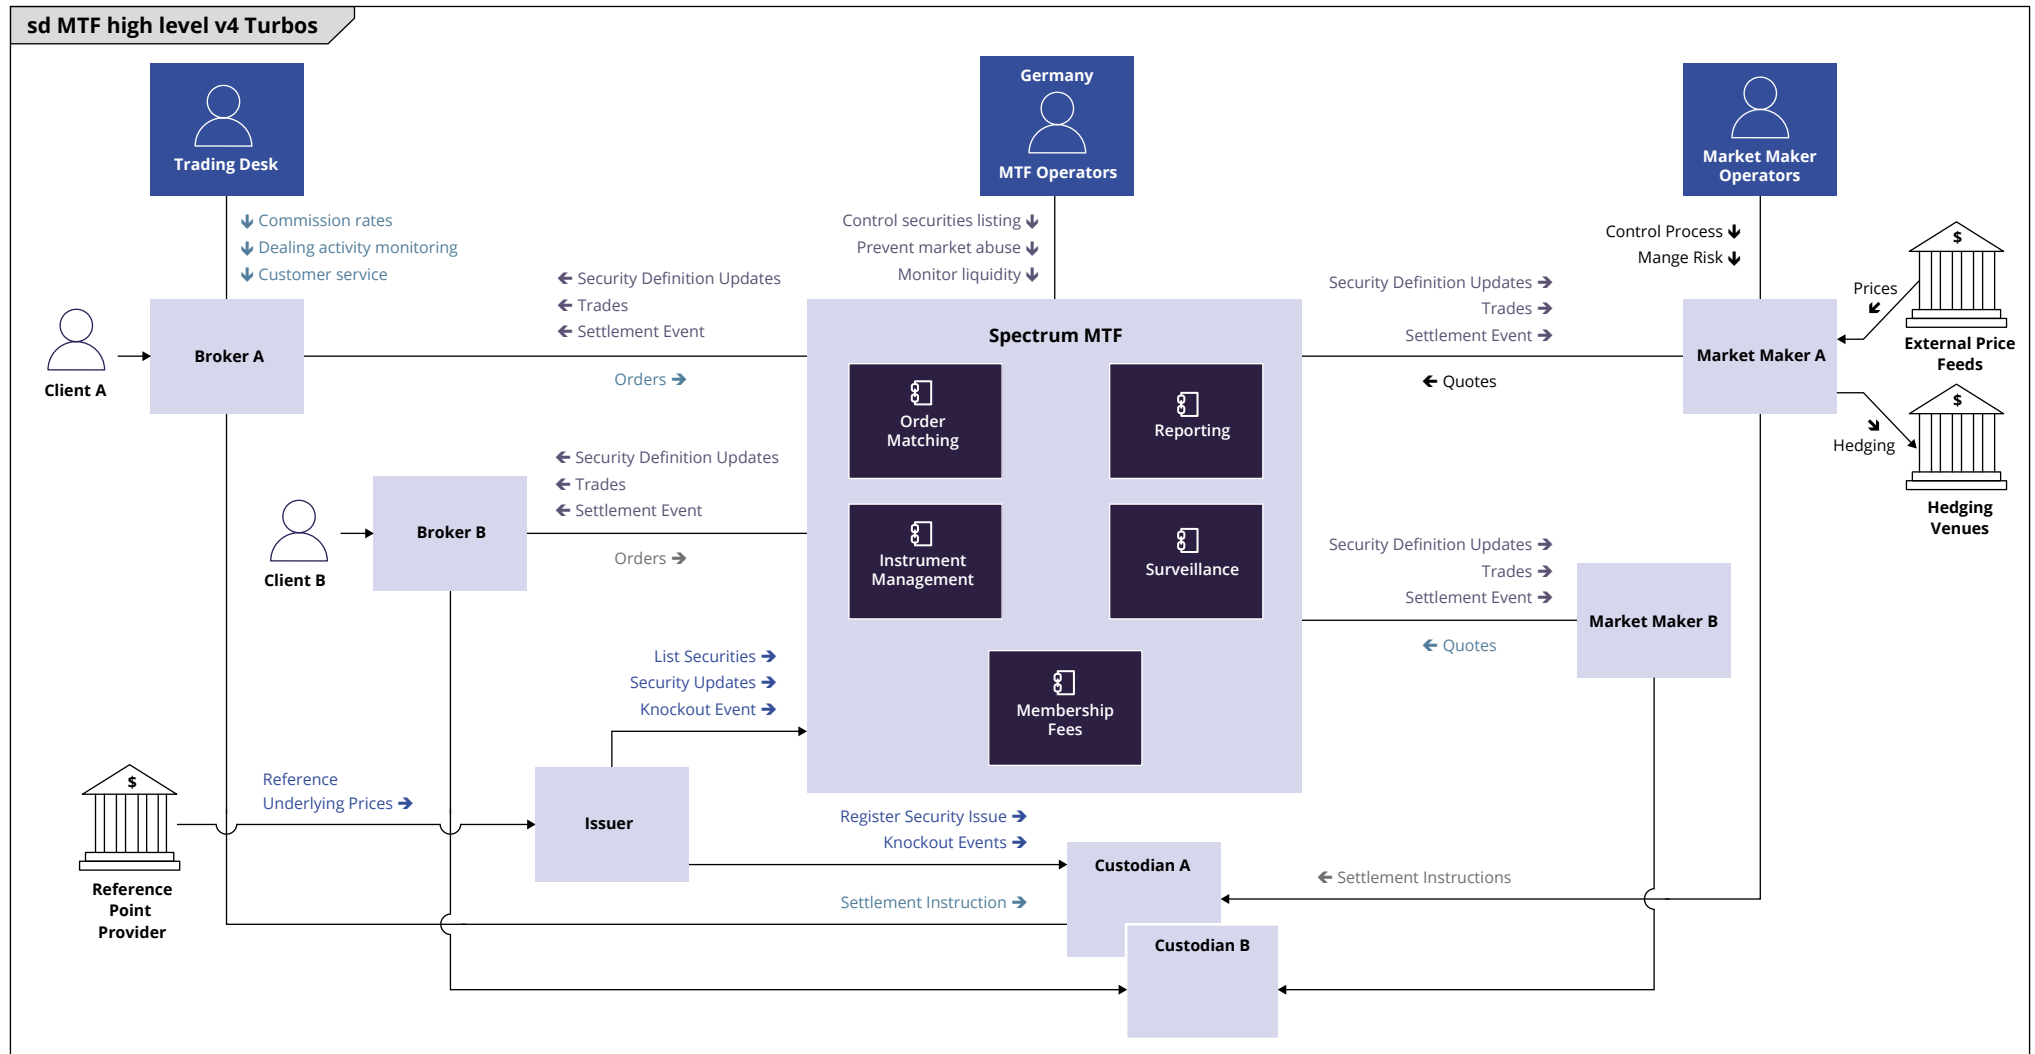 sd MTF high level v4 Turbos
Trading Desk
Germany
MTF Operators
Market Maker
Operators
Commission rates
Dealing activity monitoring
Customer service
Control securities listing
Prevent market abuse
Monitor liquidity
Control Process
Mange Risk
$
Prices
External Price
Feeds
Security Definition Updates
Trades
Settlement Event
Security Definition Updates
Trades
Settlement Event
Client A
Broker A
Orders
Spectrum MTF
Quotes
Market Maker A
$
Hedging
Hedging
Venues
Order
Matching
Reporting
Instrument
Management
Surveillance
Membership
Fees
Security Definition Updates
Trades
Settlement Event
Client B
Broker B
Orders
Security Definition Updates
Trades
Settlement Event
Quotes
Market Maker B
List Securities
Security Updates
Knockout Event
$
Reference
Point
Provider
Reference
Underlying Prices
Issuer
Register Security Issue
Knockout Events
Settlement Instruction
Custodian A
Settlement Instructions
Custodian B